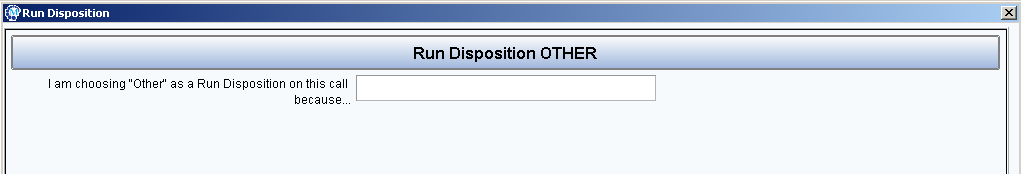 Run Disposition
Run Disposition OTHER
I am choosing "Other" as a Run Disposition on this call
because...